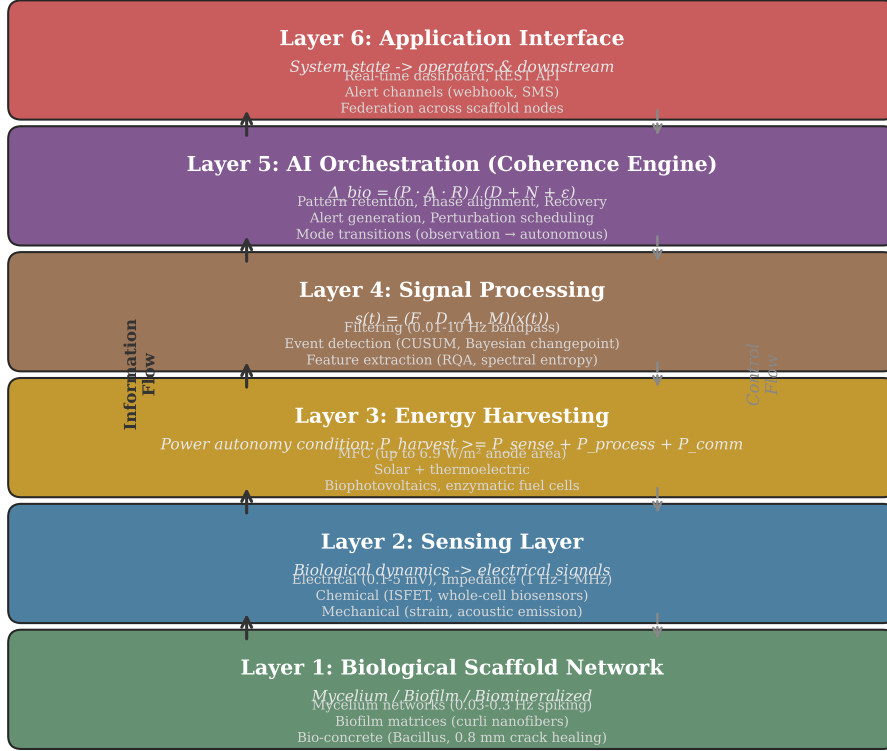 Layer 6: Application Interface
System state -> operators & downstream
Real-time dashboard, REST API
Alert channels (webhook, SMS)
Federation across scaffold nodes
Layer 5: AI Orchestration (Coherence Engine)
Δ_bio = (P · A · R) / (D + N + ε)
Pattern retention, Phase alignment, Recovery
Alert generation, Perturbation scheduling
Mode transitions (observation → autonomous)
Layer 4: Signal Processing
s(t) = (F D A M)(x(t))
Filtering (0.01-10 Hz bandpass)
Event detection (CUSUM, Bayesian changepoint)
Feature extraction (RQA, spectral entropy)
Information
Flow
Control
Flow
Layer 3: Energy Harvesting
Power autonomy condition: P_harvest >= P_sense + P_process + P_comm
MFC (up to 6.9 W/m² anode area)
Solar + thermoelectric
Biophotovoltaics, enzymatic fuel cells
Layer 2: Sensing Layer
Biological dynamics -> electrical signals
Electrical (0.1-5 mV), Impedance (1 Hz-1 MHz)
Chemical (ISFET, whole-cell biosensors)
Mechanical (strain, acoustic emission)
Layer 1: Biological Scaffold Network
Mycelium / Biofilm / Biomineralized
Mycelium networks (0.03-0.3 Hz spiking)
Biofilm matrices (curli nanofibers)
Bio-concrete (Bacillus, 0.8 mm crack healing)